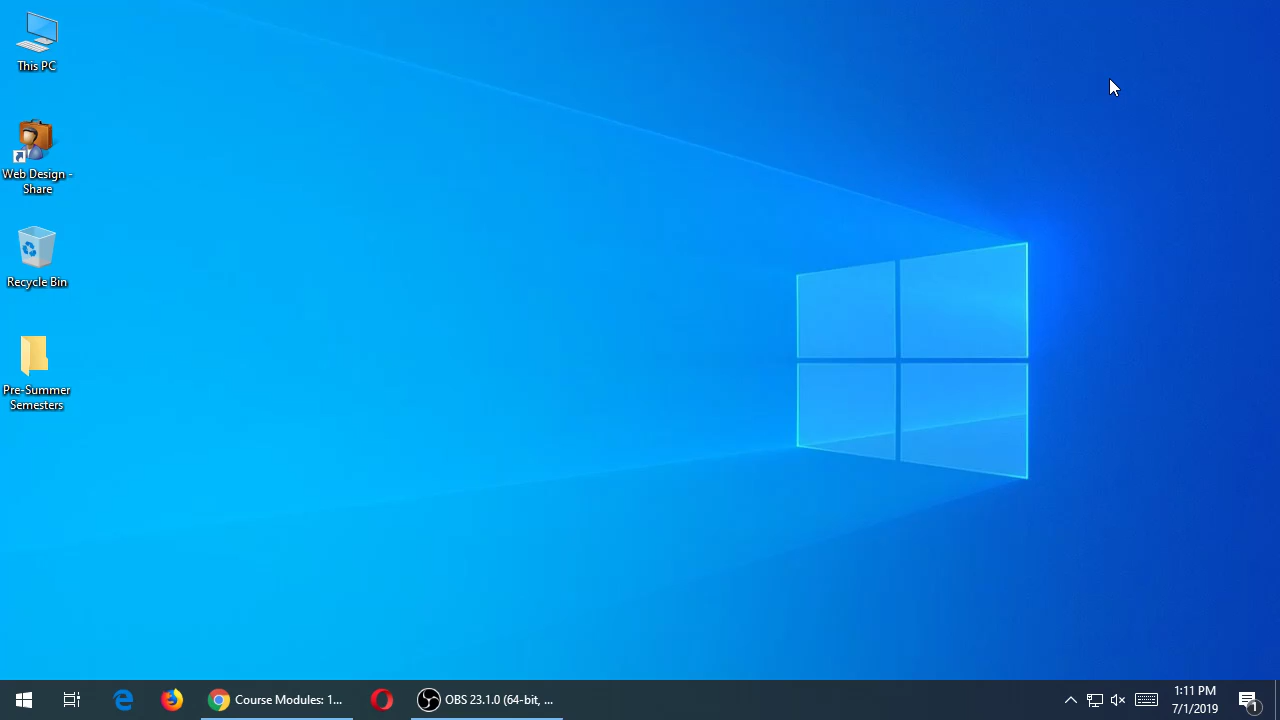 This PC
Web Design -
Share
Recycle Bin
Pre-Summer
Semesters
Course Modules: 1...
OBS 23.1.0 (64-bit, ...
1:11 PM
7/1/2019
1